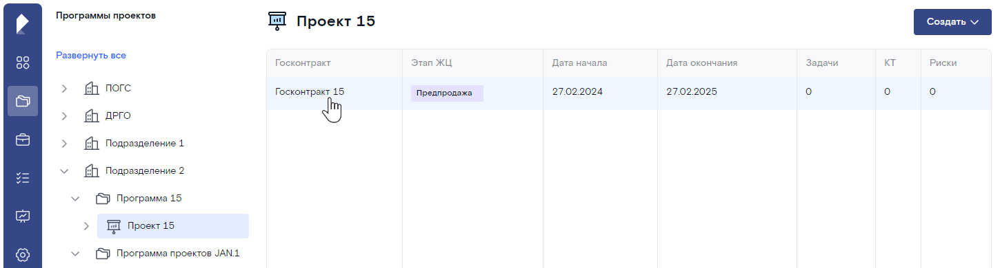 Программы проектов
Развернуть все
ПОГС
ДРГО
Подразделение 1
Подразделение 2
Программа 15
Проект 15
Программа проектов JAN.1
Проект 15
Создать
Госконтракт Этап ЖЦ Дата начала Дата окончания Задачи КТ Риски
Госконтракт 15 Предпродажа 27.02.2024 27.02.2025 0 0 0